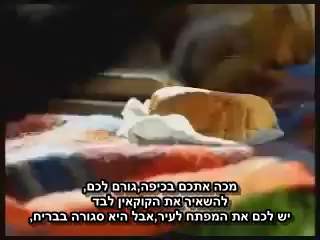 מכה אתכם בכיפה,גורם לכם,
להשאיר את הקוקאין לבד
יש לכם את המפתח לעיר,אבל היא סגורה בבריח,